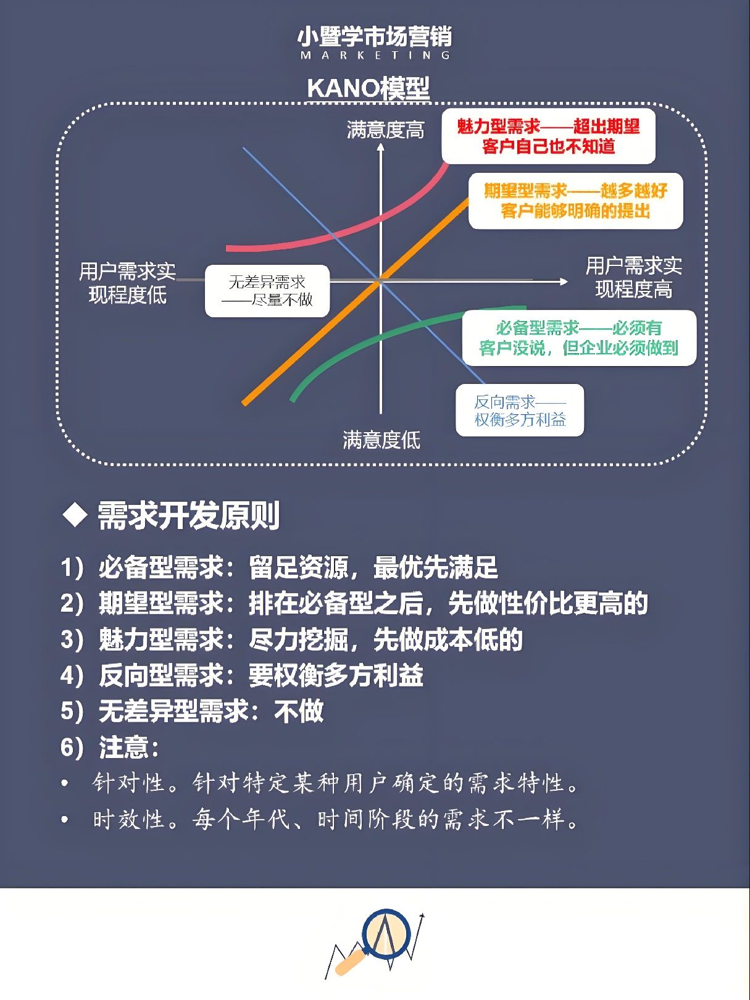 小暨学市场营销
MARKETING
KANO模型
满意度高
魅力型需求——超出期望
客户自己也不知道
期望型需求——越多越好
客户能够明确的提出
用户需求实
现程度低
无差异需求
——尽量不做
用户需求实
现程度高
必备型需求——必须有
客户没说，但企业必须做到
反向需求——
权衡多方利益
满意度低
◆ 需求开发原则
1）必备型需求：留足资源，最优先满足
2）期望型需求：排在必备型之后，先做性价比更高的
3）魅力型需求：尽力挖掘，先做成本低的
4）反向型需求：要权衡多方利益
5）无差异型需求：不做
6）注意：
• 针对性。针对特定某种用户确定的需求特性。
• 时效性。每个年代、时间阶段的需求不一样。